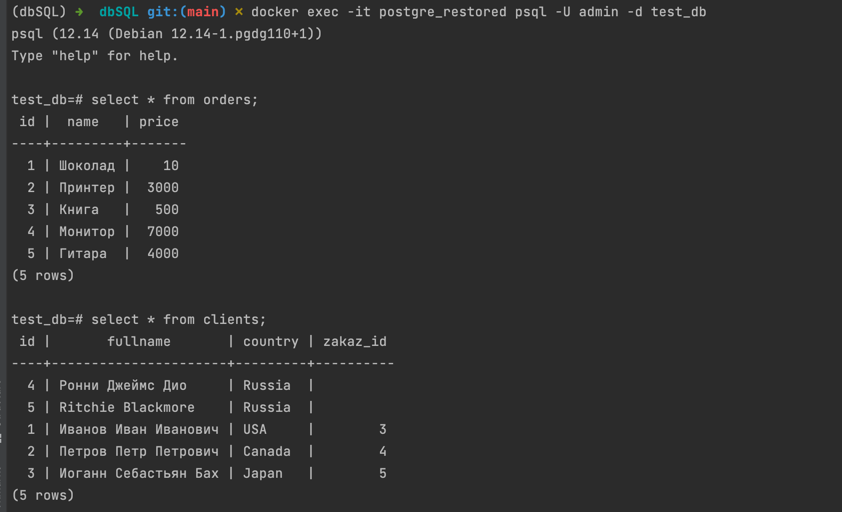 (dbSQL) ➜  dbSQL git:(main) ✗ docker exec -it postgre_restored psql -U admin -d test_db
psql (12.14 (Debian 12.14-1.pgdg110+1))
Type "help" for help.
test_db=# select * from orders;
 id |  name   | price
----+---------+-------
  1 | Шоколад |    10
  2 | Принтер |  3000
  3 | Книга   |   500
  4 | Монитор |  7000
  5 | Гитара  |  4000
(5 rows)
test_db=# select * from clients;
 id |       fullname       | country | zakaz_id
----+----------------------+---------+----------
  4 | Ронни Джеймс Дио     | Russia  |
  5 | Ritchie Blackmore    | Russia  |
  1 | Иванов Иван Иванович | USA     |        3
  2 | Петров Петр Петрович | Canada  |        4
  3 | Иоганн Себастьян Бах | Japan   |        5
(5 rows)